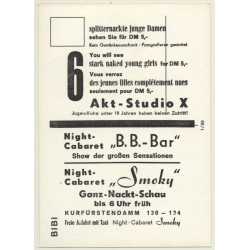 splitternackte junge Damen
sehen Sie für DM 5,-
Kein Getränkeausschank · Fotografieren gestattet
6
You will see
stark naked young girls for DM 5,-
Vous verrez
des jeunes filles complètement nues
seulement pour DM 5,-
Akt-Studio X
Jugendliche unter 18 Jahren haben keinen Zutritt!
Night-
Cabaret „B.B.-Bar"
Show der großen Sensationen
Night-
Cabaret „Smoky"
Ganz-Nackt-Schau
bis 6 Uhr früh
KURFÜRSTENDAMM 130 – 174
Freie Anfahrt mit Taxi Night-Cabaret Smoky
BIBI